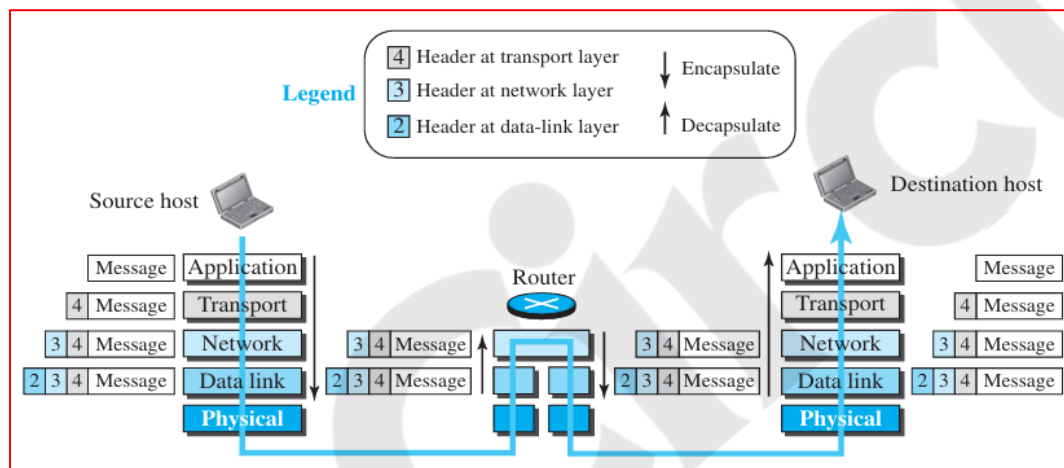 4 Header at transport layer
Encapsulate
Legend
3 Header at network layer
2 Header at data-link layer
Decapsulate
Source host
Destination host
Message Application
Router
Application Message
4 Message Transport
Transport 4 Message
3 4 Message Network
3 4 Message
3 4 Message
Network 3 4 Message
2 3 4 Message Data link
2 3 4 Message
2 3 4 Message
Data link 2 3 4 Message
Physical
Physical